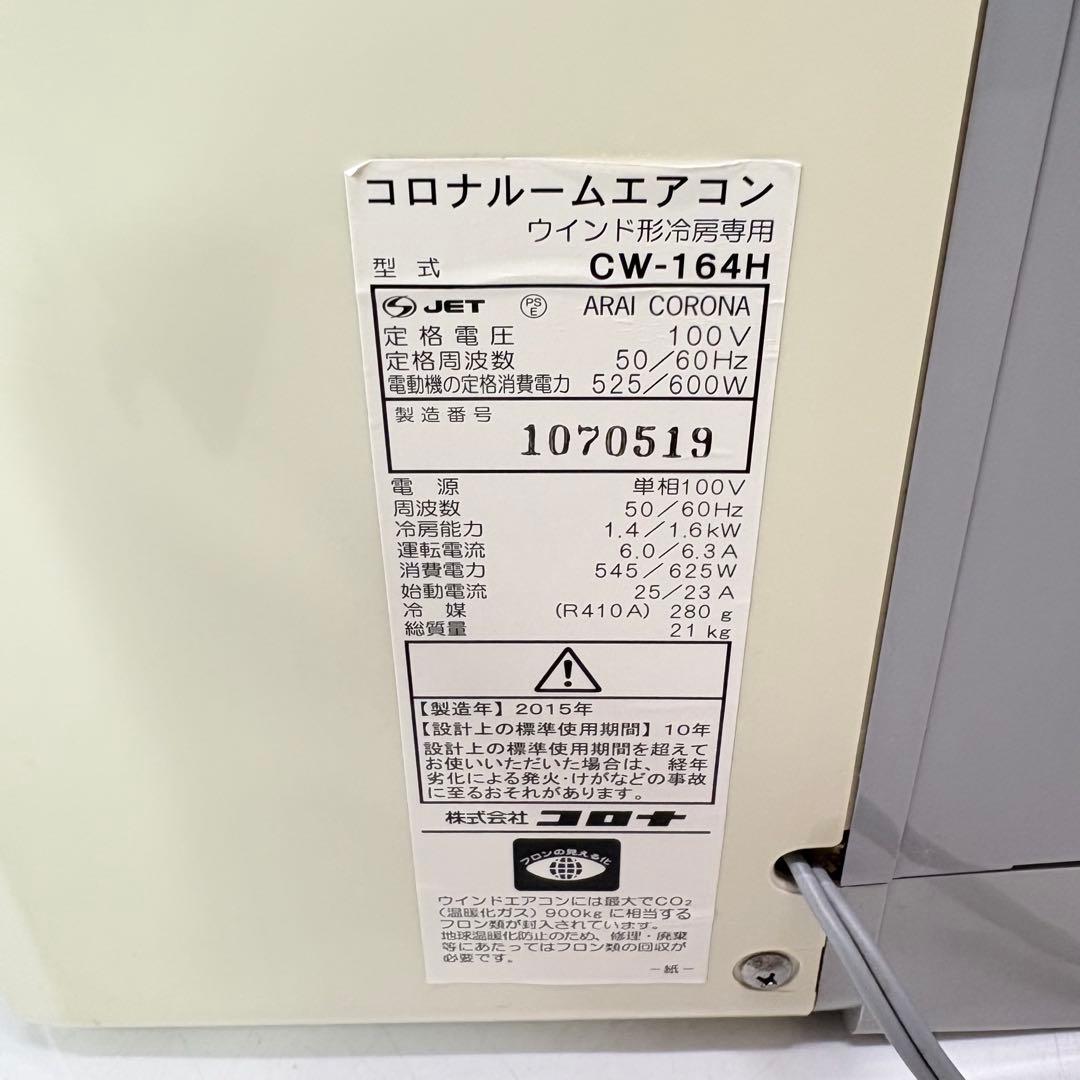 コロナルームエアコン
ウインド形冷房専用
型式 CW-164H
JET PSE ARAI CORONA
定格電圧 100V
定格周波数 50/60Hz
電動機の定格消費電力 525/600W
製造番号
1070519
電源 単相100V
周波数 50/60Hz
冷房能力 1.4/1.6kW
運転電流 6.0/6.3A
消費電力 545/625W
始動電流 25/23A
冷媒 (R410A) 280g
総質量 21kg
【製造年】2015年
【設計上の標準使用期間】10年
設計上の標準使用期間を超えて
お使いいただいた場合は、経年
劣化による発火・けがなどの事故
に至るおそれがあります。
株式会社 コロナ
フロンの見える化
ウインドエアコンには最大でCO₂
(温暖化ガス)900kgに相当する
フロン類が封入されています。
地球温暖化防止のため、修理・廃棄
等にあたってはフロン類の回収が
必要です。
-紙-